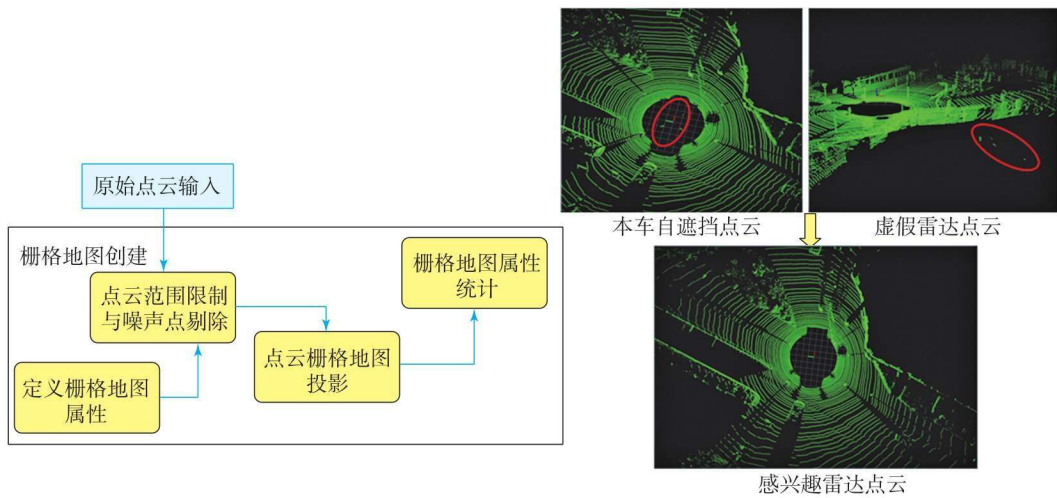 原始点云输入
栅格地图创建
点云范围限制
与噪声点剔除
定义栅格地图
属性
点云栅格地图
投影
栅格地图属性
统计
本车自遮挡点云
虚假雷达点云
感兴趣雷达点云